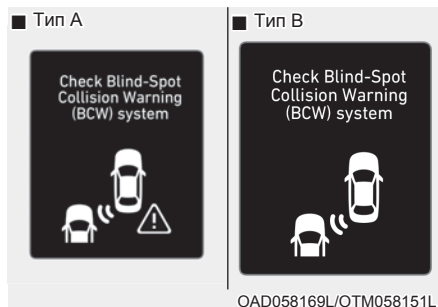 ■ Тип A
Check Blind-Spot
Collision Warning
(BCW) system
■ Тип B
Check Blind-Spot
Collision Warning
(BCW) system
OAD058169L/OTM058151L